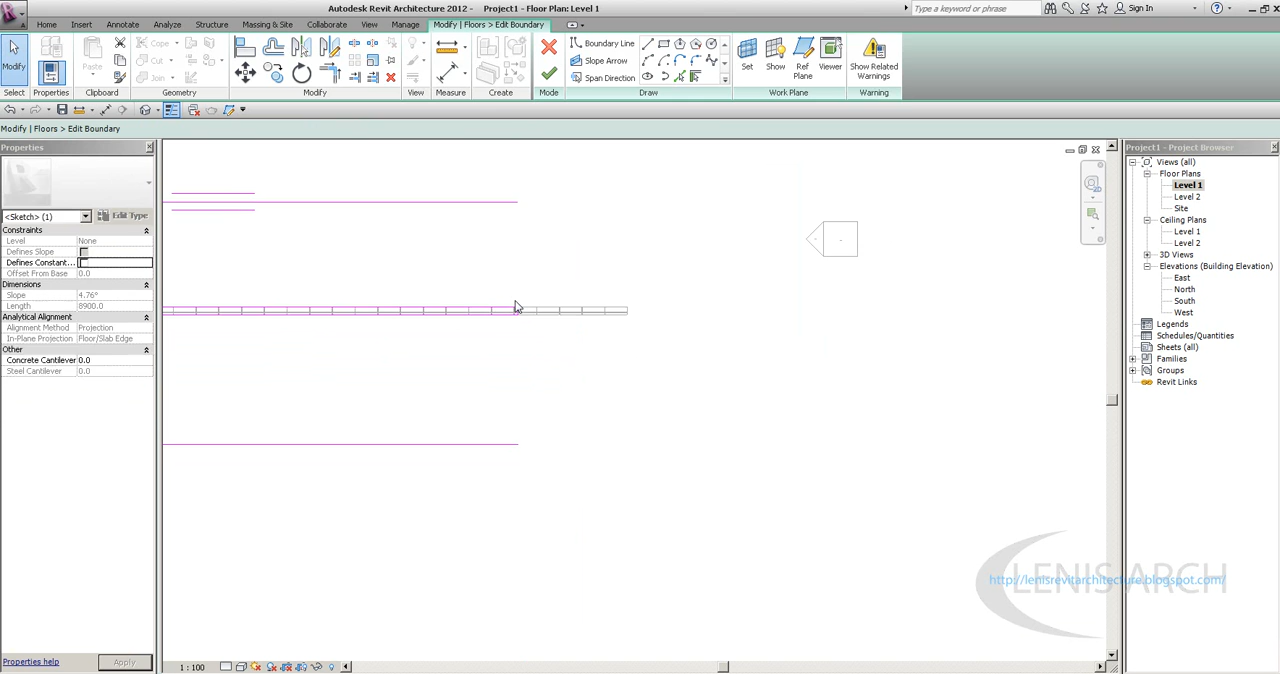 Autodesk Revit Architecture 2012 - Project1 - Floor Plan: Level 1
Type a keyword or phrase
Sign In
Home Insert Annotate Analyze Structure Massing & Site Collaborate View Manage Modify | Floors > Edit Boundary
Modify
Properties
Paste
Cope
Cut
Join
Boundary Line
Slope Arrow
Span Direction
Set
Show
Ref Plane
Viewer
Show Related Warnings
Select Properties Clipboard Geometry Modify View Measure Create Mode Draw Work Plane Warning
Modify | Floors > Edit Boundary
Properties
<Sketch> (1)
Edit Type
Constraints
Level None
Defines Slope
Defines Constant...
Offset From Base 0.0
Dimensions
Slope 4.76°
Length 8900.0
Analytical Alignment
Alignment Method Projection
In-Plane Projection Floor/Slab Edge
Other
Concrete Cantilever 0.0
Steel Cantilever 0.0
Properties help
Apply
1 : 100
Project1 - Project Browser
Views (all)
Floor Plans
Level 1
Level 2
Site
Ceiling Plans
Level 1
Level 2
3D Views
Elevations (Building Elevation)
East
North
South
West
Legends
Schedules/Quantities
Sheets (all)
Families
Groups
Revit Links
LENIS ARCH
http://lenisrevitarchitecture.blogspot.com/